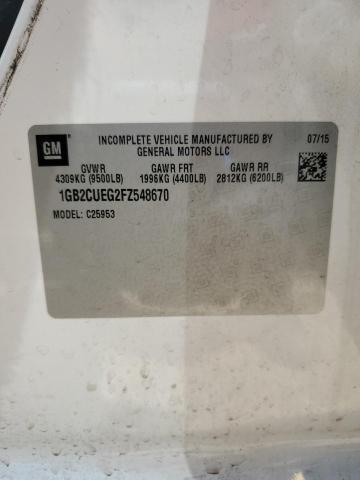 GM
INCOMPLETE VEHICLE MANUFACTURED BY 07/15
GENERAL MOTORS LLC
GVWR GAWR FRT GAWR RR
4309KG (9500LB) 1996KG (4400LB) 2812KG (6200LB)
1GB2CUEG2FZ548670
MODEL: C25953